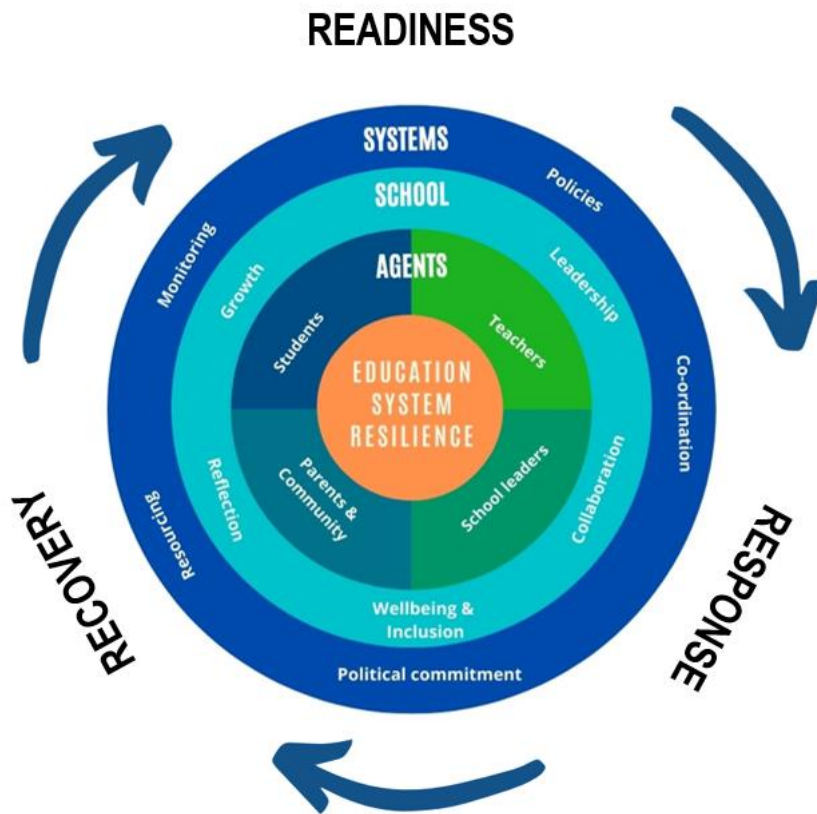 READINESS
SYSTEMS
Policies
Co-ordination
Political commitment
Resourcing
Monitoring
SCHOOL
Leadership
Collaboration
Wellbeing &
Inclusion
Reflection
Growth
AGENTS
Students
Teachers
School leaders
Parents &
Community
EDUCATION
SYSTEM
RESILIENCE
RESPONSE
RECOVERY